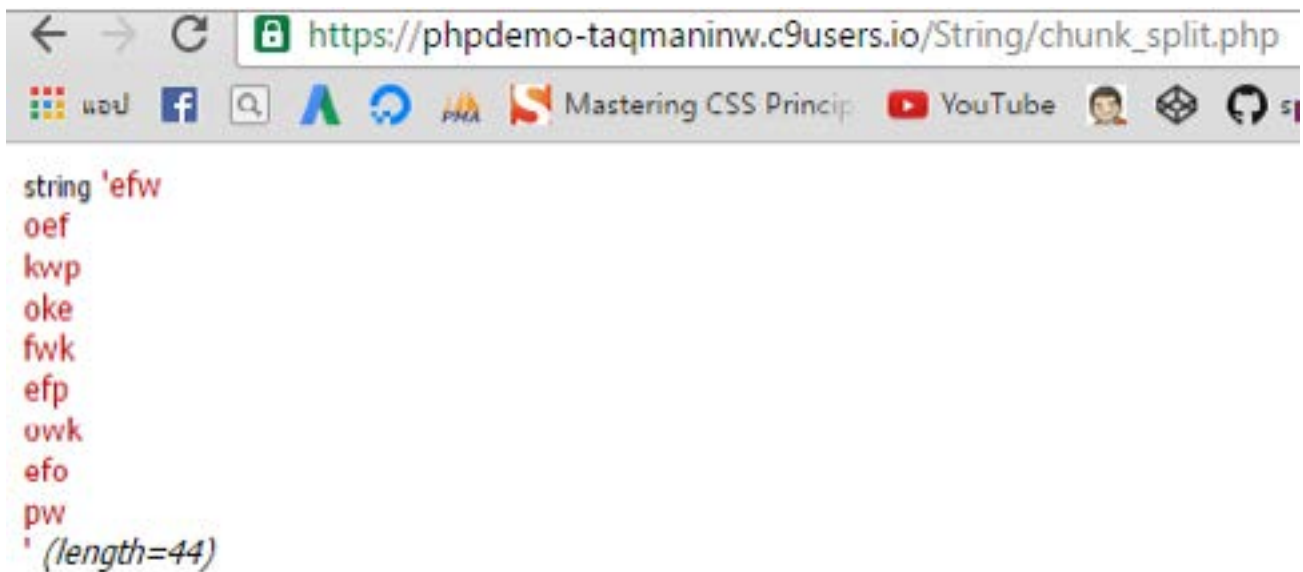 https://phpdemo-taqmaninw.c9users.io/String/chunk_split.php
แอป PMA Mastering CSS Princip YouTube
string 'efw
oef
kwp
oke
fwk
efp
owk
efo
pw
' (length=44)